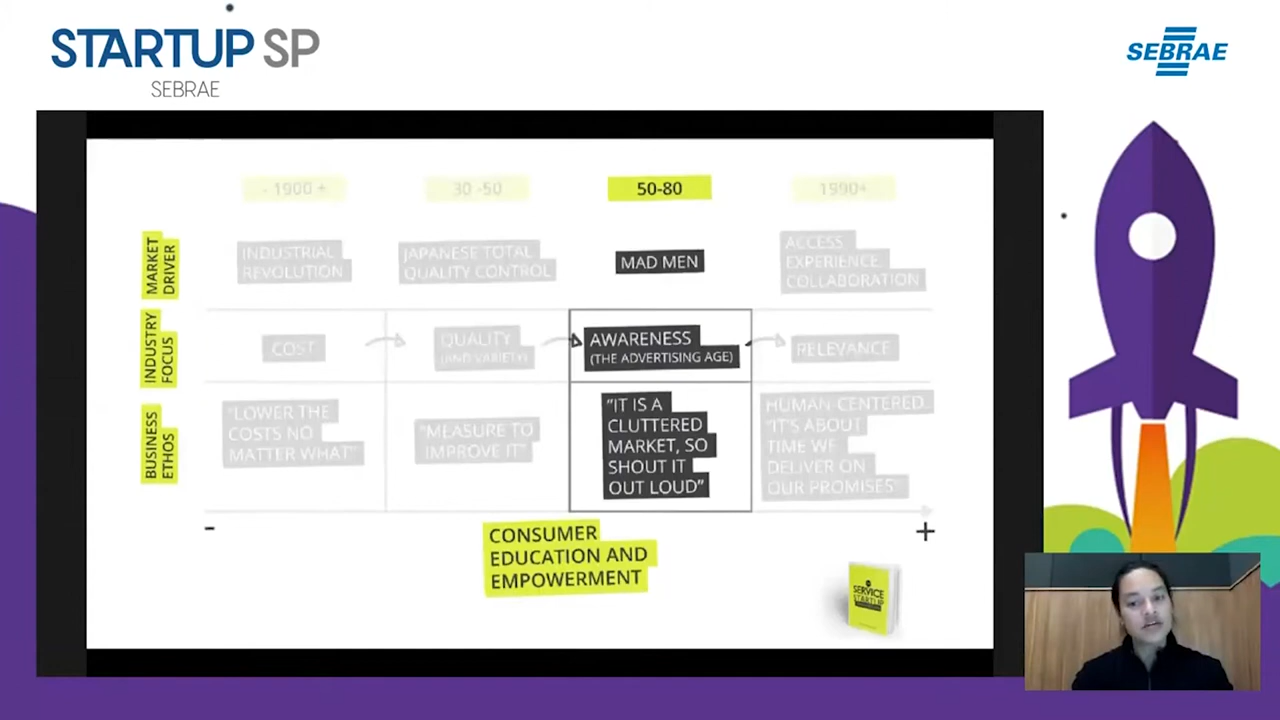 STARTUP SP
SEBRAE
SEBRAE
- 1900 +
30 -50
50-80
1990+
MARKET
DRIVER
INDUSTRIAL
REVOLUTION
JAPANESE TOTAL
QUALITY CONTROL
MAD MEN
ACCESS
EXPERIENCE
COLLABORATION
INDUSTRY
FOCUS
COST
QUALITY
(AND VARIETY)
AWARENESS
(THE ADVERTISING AGE)
RELEVANCE
BUSINESS
ETHOS
"LOWER THE
COSTS NO
MATTER WHAT"
"MEASURE TO
IMPROVE IT"
"IT IS A
CLUTTERED
MARKET, SO
SHOUT IT
OUT LOUD"
HUMAN-CENTERED
"IT'S ABOUT
TIME WE
DELIVER ON
OUR PROMISES"
-
+
CONSUMER
EDUCATION AND
EMPOWERMENT
SERVICE
STARTUP